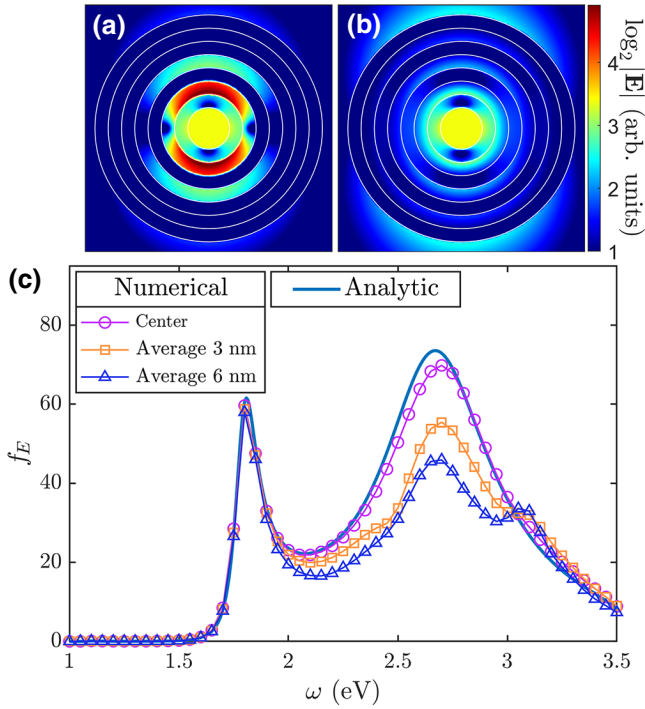 (a)
(b)
4
3
2
1
log₂|E| (arb. units)
(c)
Numerical
Analytic
Center
Average 3 nm
Average 6 nm
80
60
40
20
0
f_E
1
1.5
2
2.5
3
3.5
ω (eV)